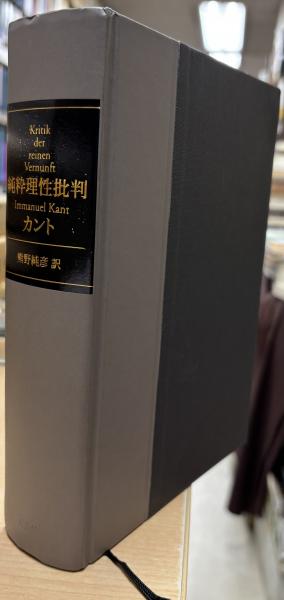 Kritik
der
reinen
Vernunft
純粋理性批判
Immanuel Kant
カント
熊野純彦 訳